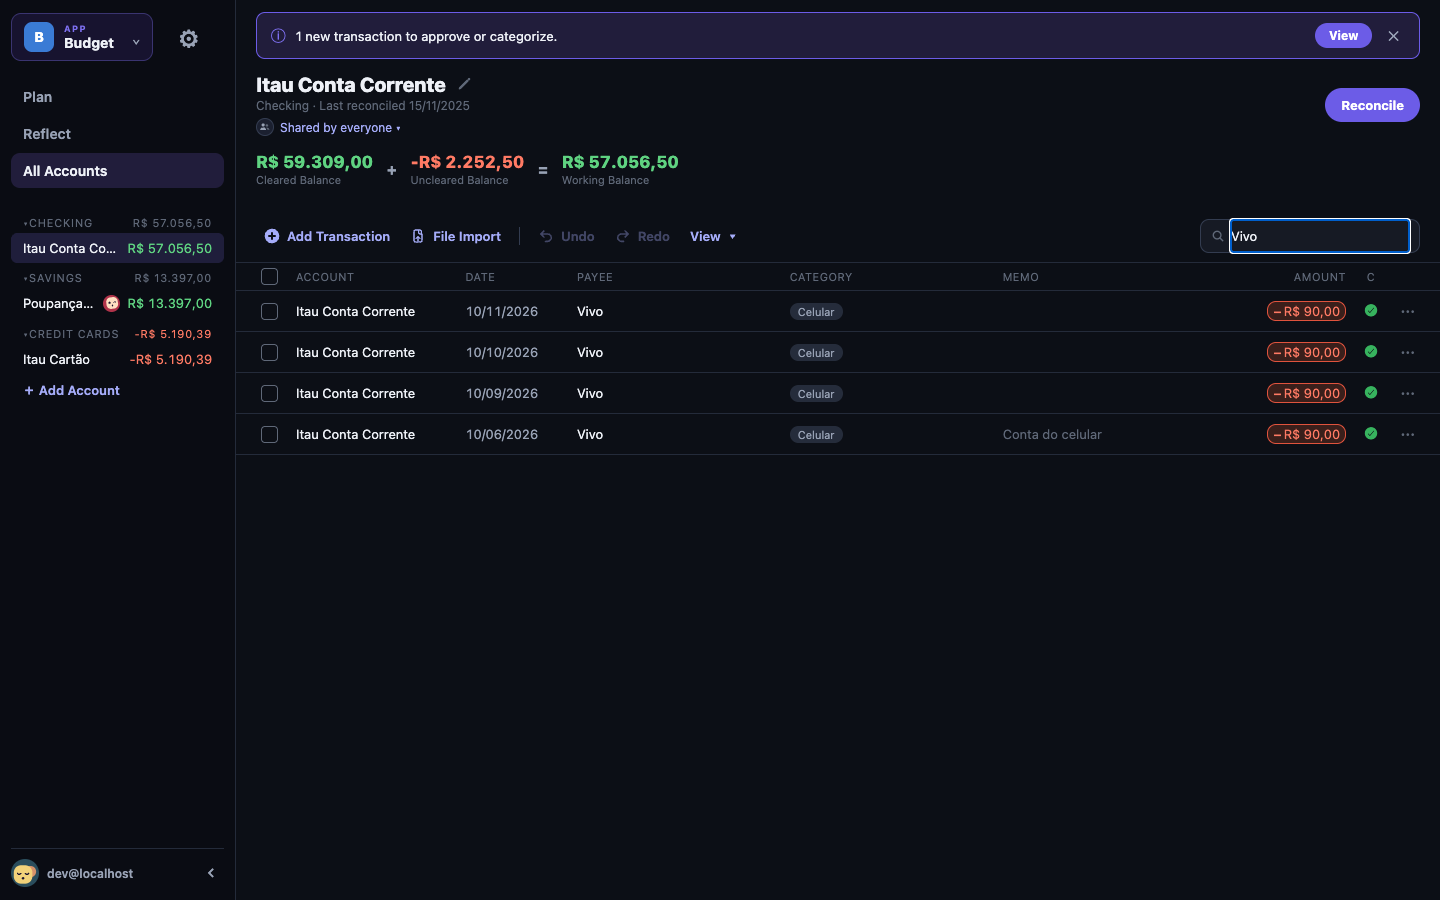 B
APP
Budget
Plan
Reflect
All Accounts
CHECKING R$ 57.056,50
Itau Conta Co... R$ 57.056,50
SAVINGS R$ 13.397,00
Poupança... R$ 13.397,00
CREDIT CARDS -R$ 5.190,39
Itau Cartão -R$ 5.190,39
+ Add Account
dev@localhost
1 new transaction to approve or categorize.
View
Itau Conta Corrente
Checking · Last reconciled 15/11/2025
Shared by everyone
Reconcile
R$ 59.309,00 + -R$ 2.252,50 = R$ 57.056,50
Cleared Balance Uncleared Balance Working Balance
Add Transaction File Import Undo Redo View
Vivo
ACCOUNT DATE PAYEE CATEGORY MEMO AMOUNT C
Itau Conta Corrente 10/11/2026 Vivo Celular −R$ 90,00 ...
Itau Conta Corrente 10/10/2026 Vivo Celular −R$ 90,00 ...
Itau Conta Corrente 10/09/2026 Vivo Celular −R$ 90,00 ...
Itau Conta Corrente 10/06/2026 Vivo Celular Conta do celular −R$ 90,00 ...